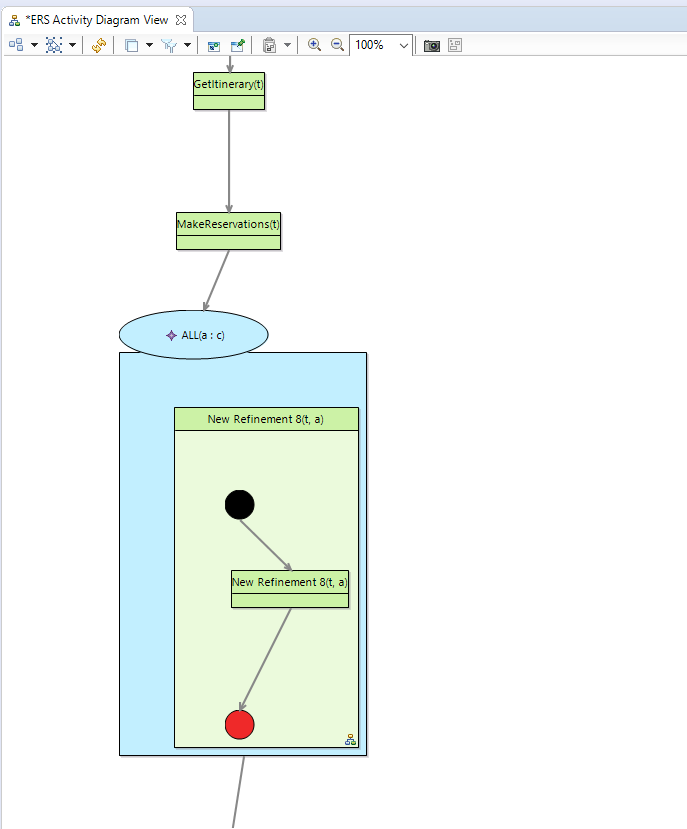 *ERS Activity Diagram View
100%
GetItinerary(t)
MakeReservations(t)
ALL(a : c)
New Refinement 8(t, a)
New Refinement 8(t, a)